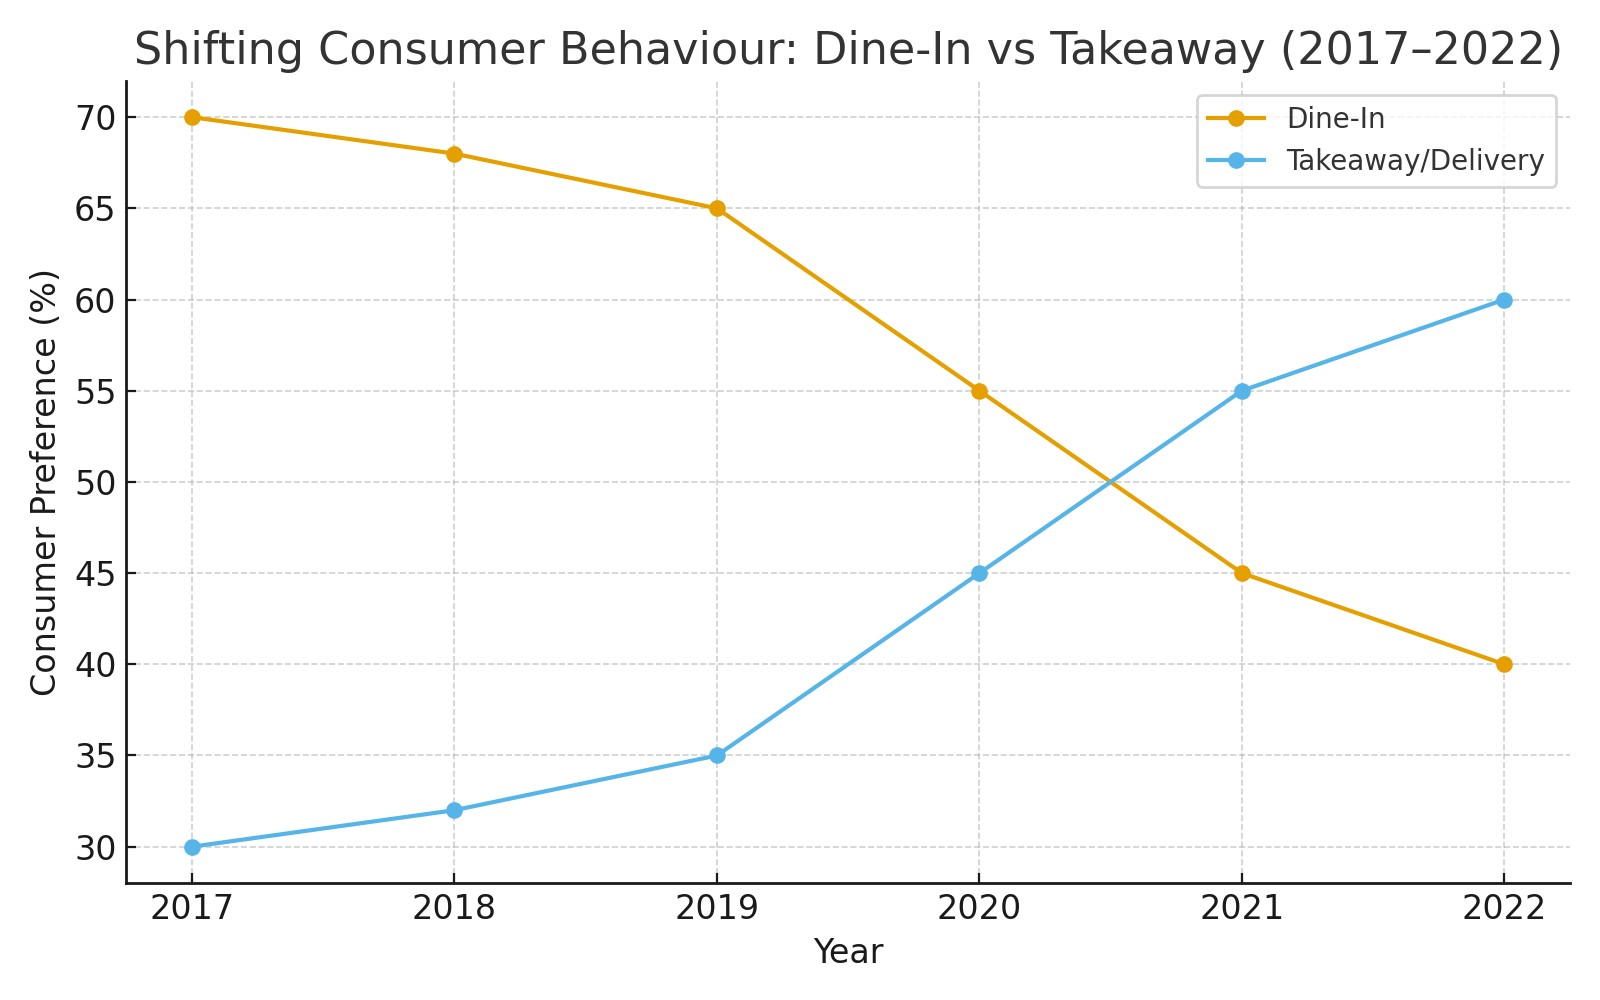 Shifting Consumer Behaviour: Dine-In vs Takeaway (2017–2022)
Dine-In
Takeaway/Delivery
Consumer Preference (%)
70
65
60
55
50
45
40
35
30
2017 2018 2019 2020 2021 2022
Year